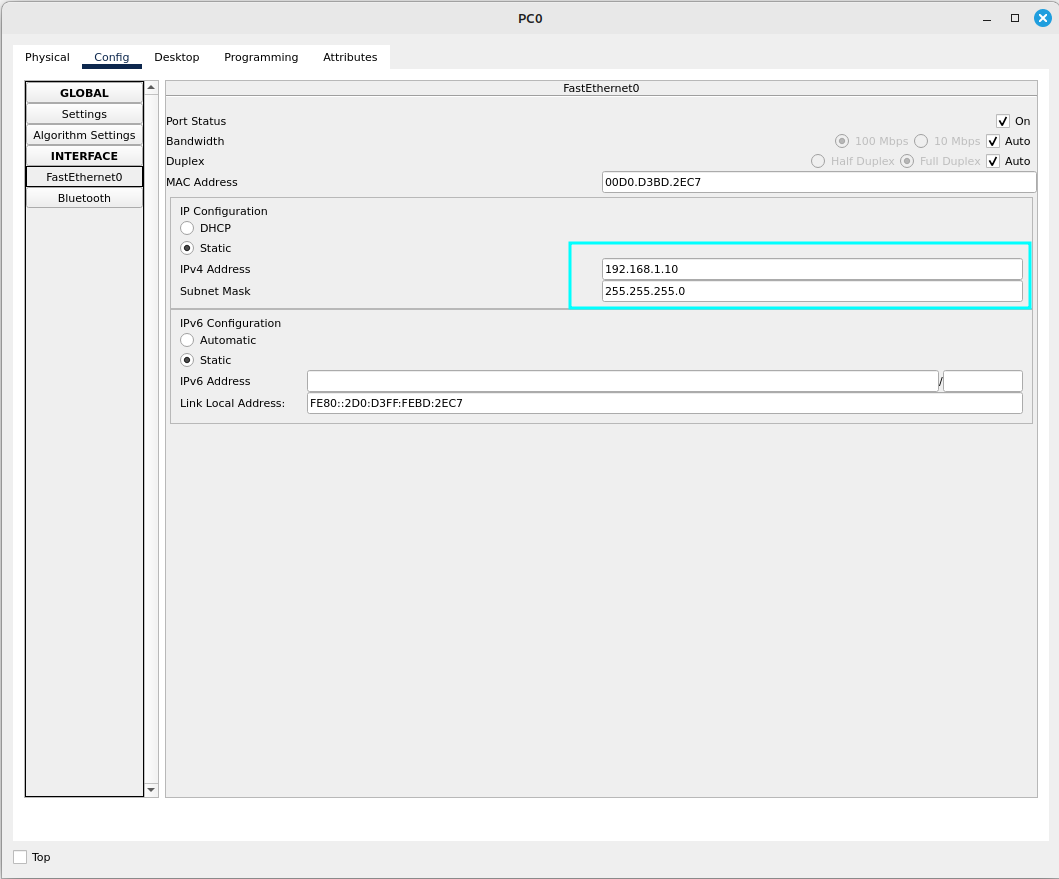 PC0
Physical Config Desktop Programming Attributes
GLOBAL
Settings
Algorithm Settings
INTERFACE
FastEthernet0
Bluetooth
FastEthernet0
Port Status On
Bandwidth 100 Mbps 10 Mbps Auto
Duplex Half Duplex Full Duplex Auto
MAC Address 00D0.D3BD.2EC7
IP Configuration
DHCP
Static
IPv4 Address 192.168.1.10
Subnet Mask 255.255.255.0
IPv6 Configuration
Automatic
Static
IPv6 Address /
Link Local Address: FE80::2D0:D3FF:FEBD:2EC7
Top